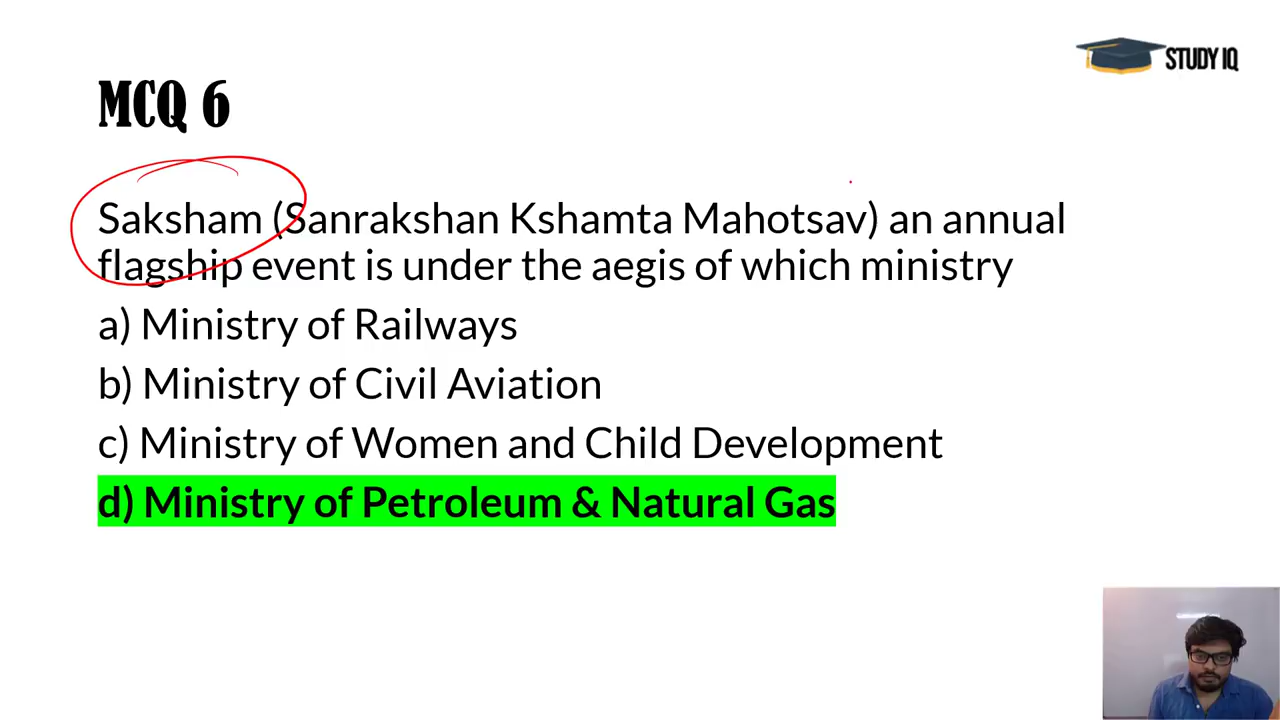 STUDY IQ
MCQ 6
Saksham (Sanrakshan Kshamta Mahotsav) an annual
flagship event is under the aegis of which ministry
a) Ministry of Railways
b) Ministry of Civil Aviation
c) Ministry of Women and Child Development
d) Ministry of Petroleum & Natural Gas